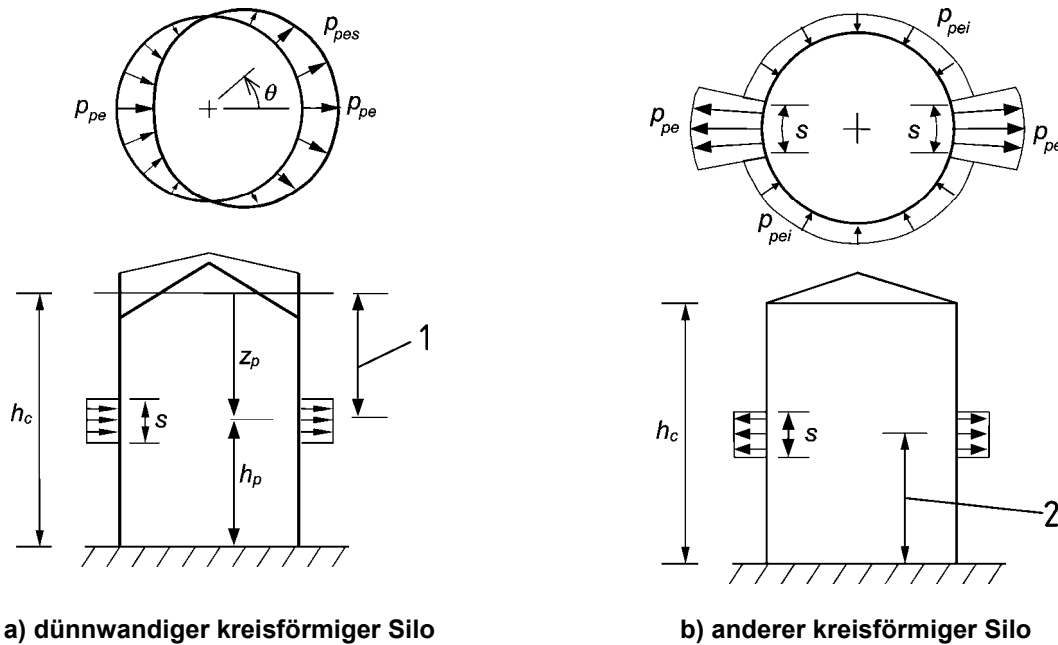 p_pes
θ
p_pe
p_pe
p_pei
s
s
p_pe
p_pe
p_pei
1
z_p
h_c
s
h_p
h_c
s
2
a) dünnwandiger kreisförmiger Silo
b) anderer kreisförmiger Silo